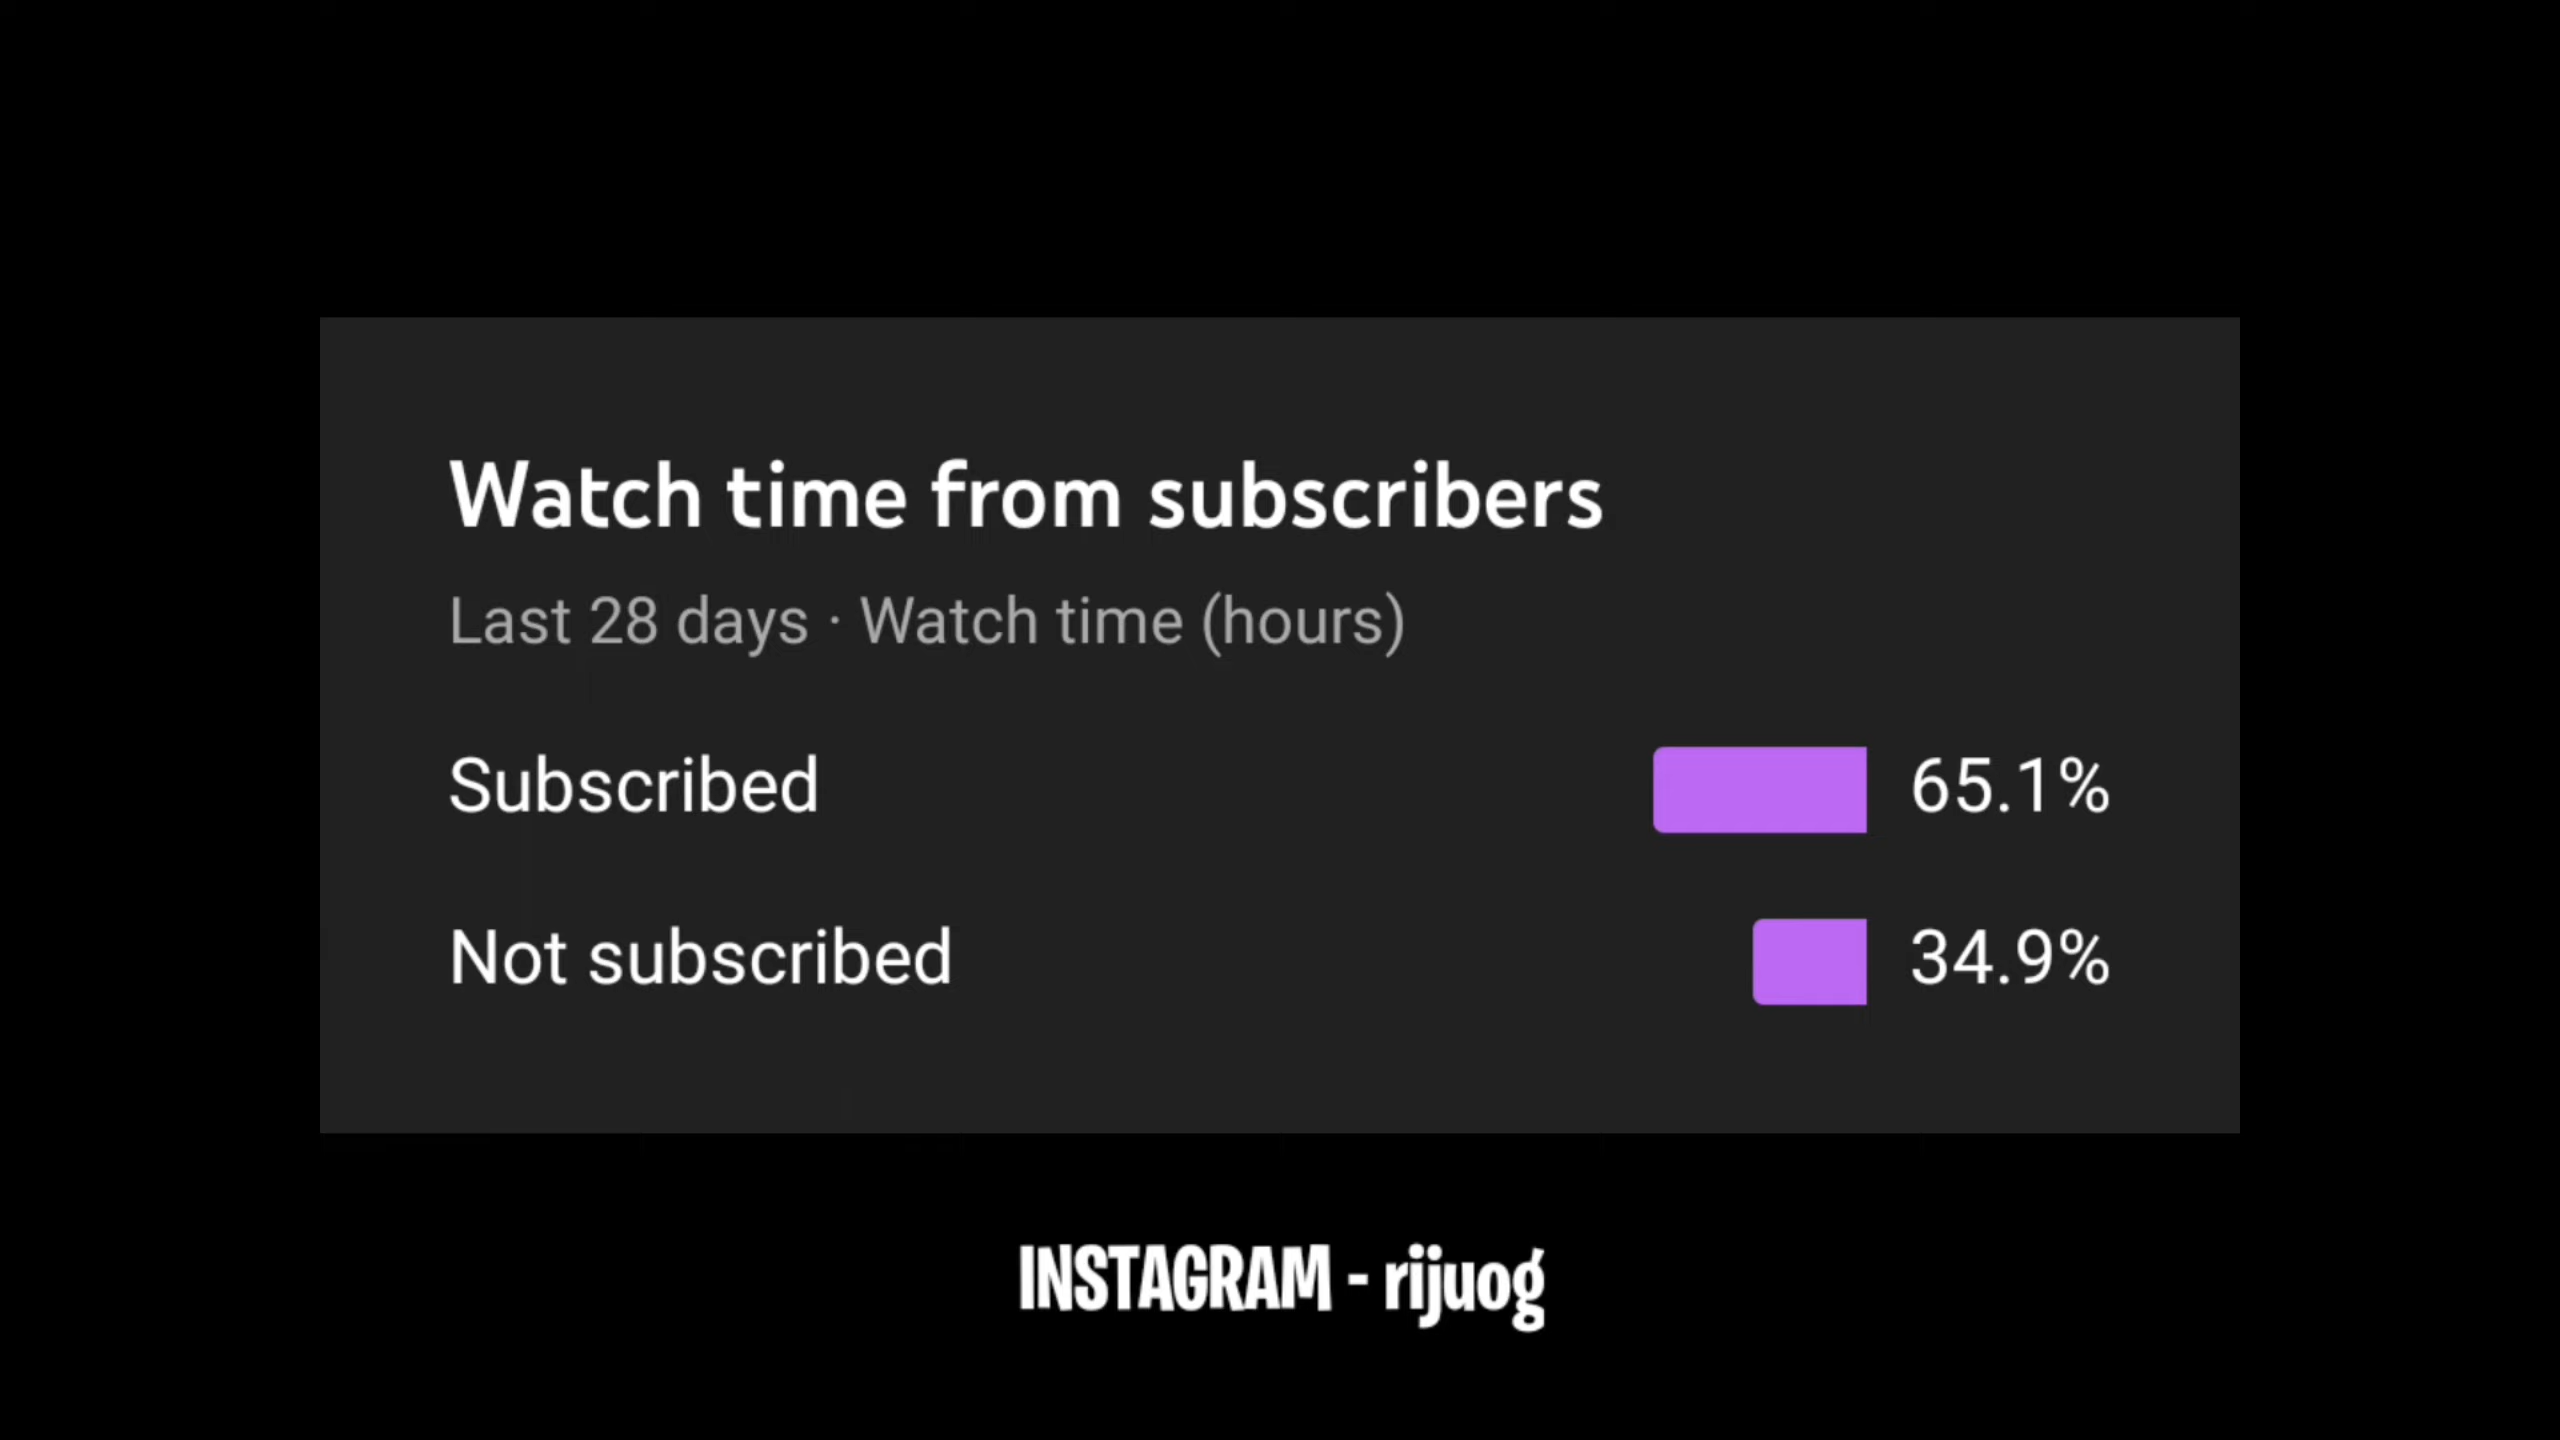 Watch time from subscribers
Last 28 days · Watch time (hours)
Subscribed 65.1%
Not subscribed 34.9%
INSTAGRAM - rijuog